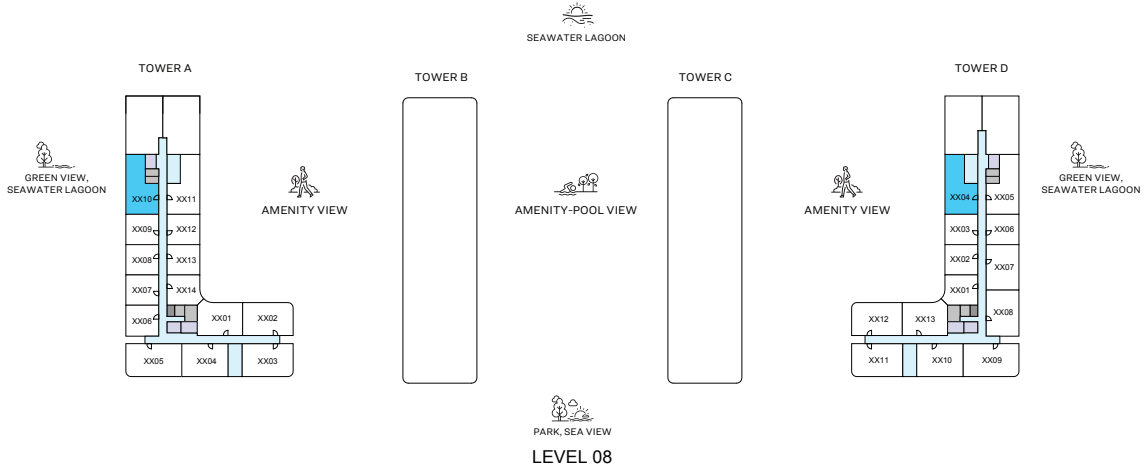 SEAWATER LAGOON
TOWER A
TOWER B
TOWER C
TOWER D
GREEN VIEW,
SEAWATER LAGOON
AMENITY VIEW
AMENITY-POOL VIEW
AMENITY VIEW
GREEN VIEW,
SEAWATER LAGOON
XX10
XX11
XX09
XX12
XX08
XX13
XX07
XX14
XX06
XX01
XX02
XX05
XX04
XX03
XX04
XX05
XX03
XX06
XX02
XX07
XX01
XX08
XX12
XX13
XX11
XX10
XX09
PARK, SEA VIEW
LEVEL 08